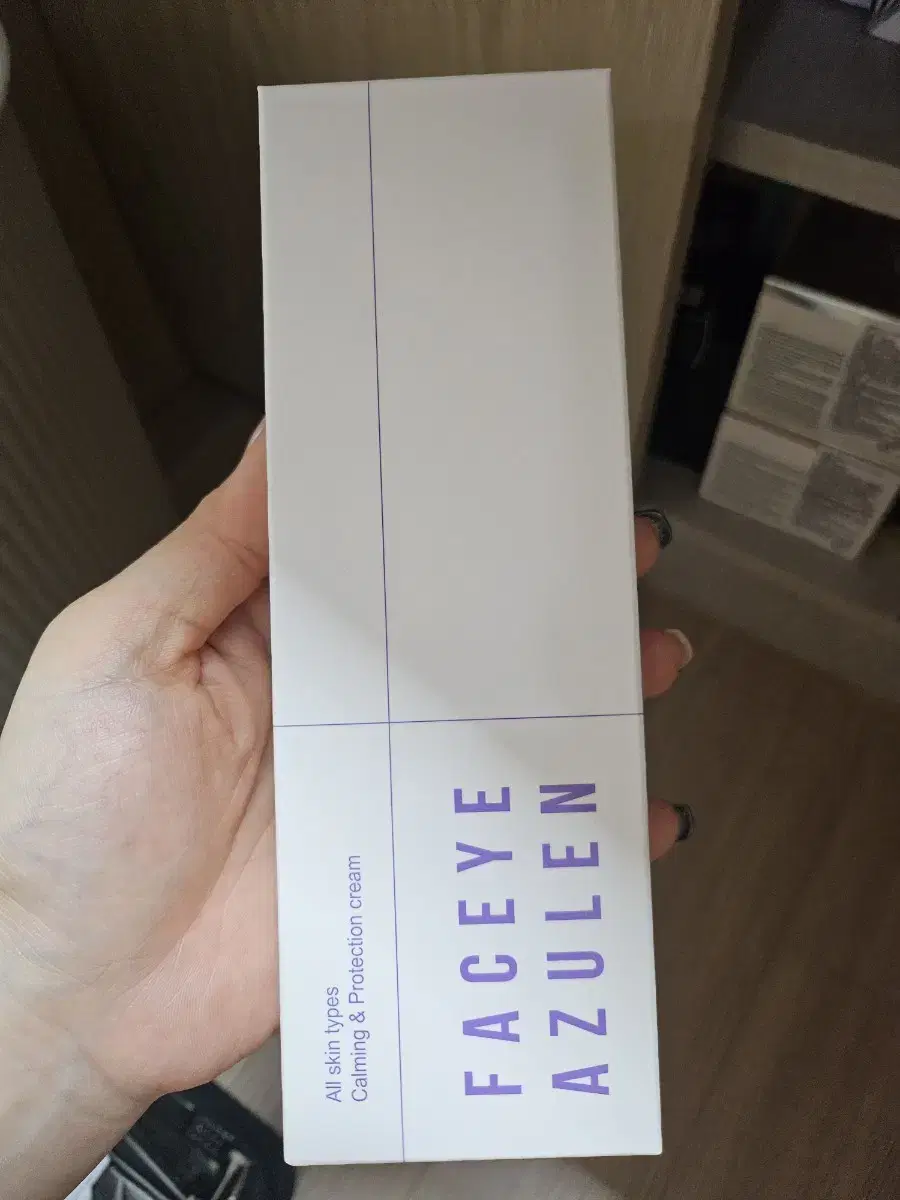 All skin types
Calming & Protection cream
FACEYE
AZULEN